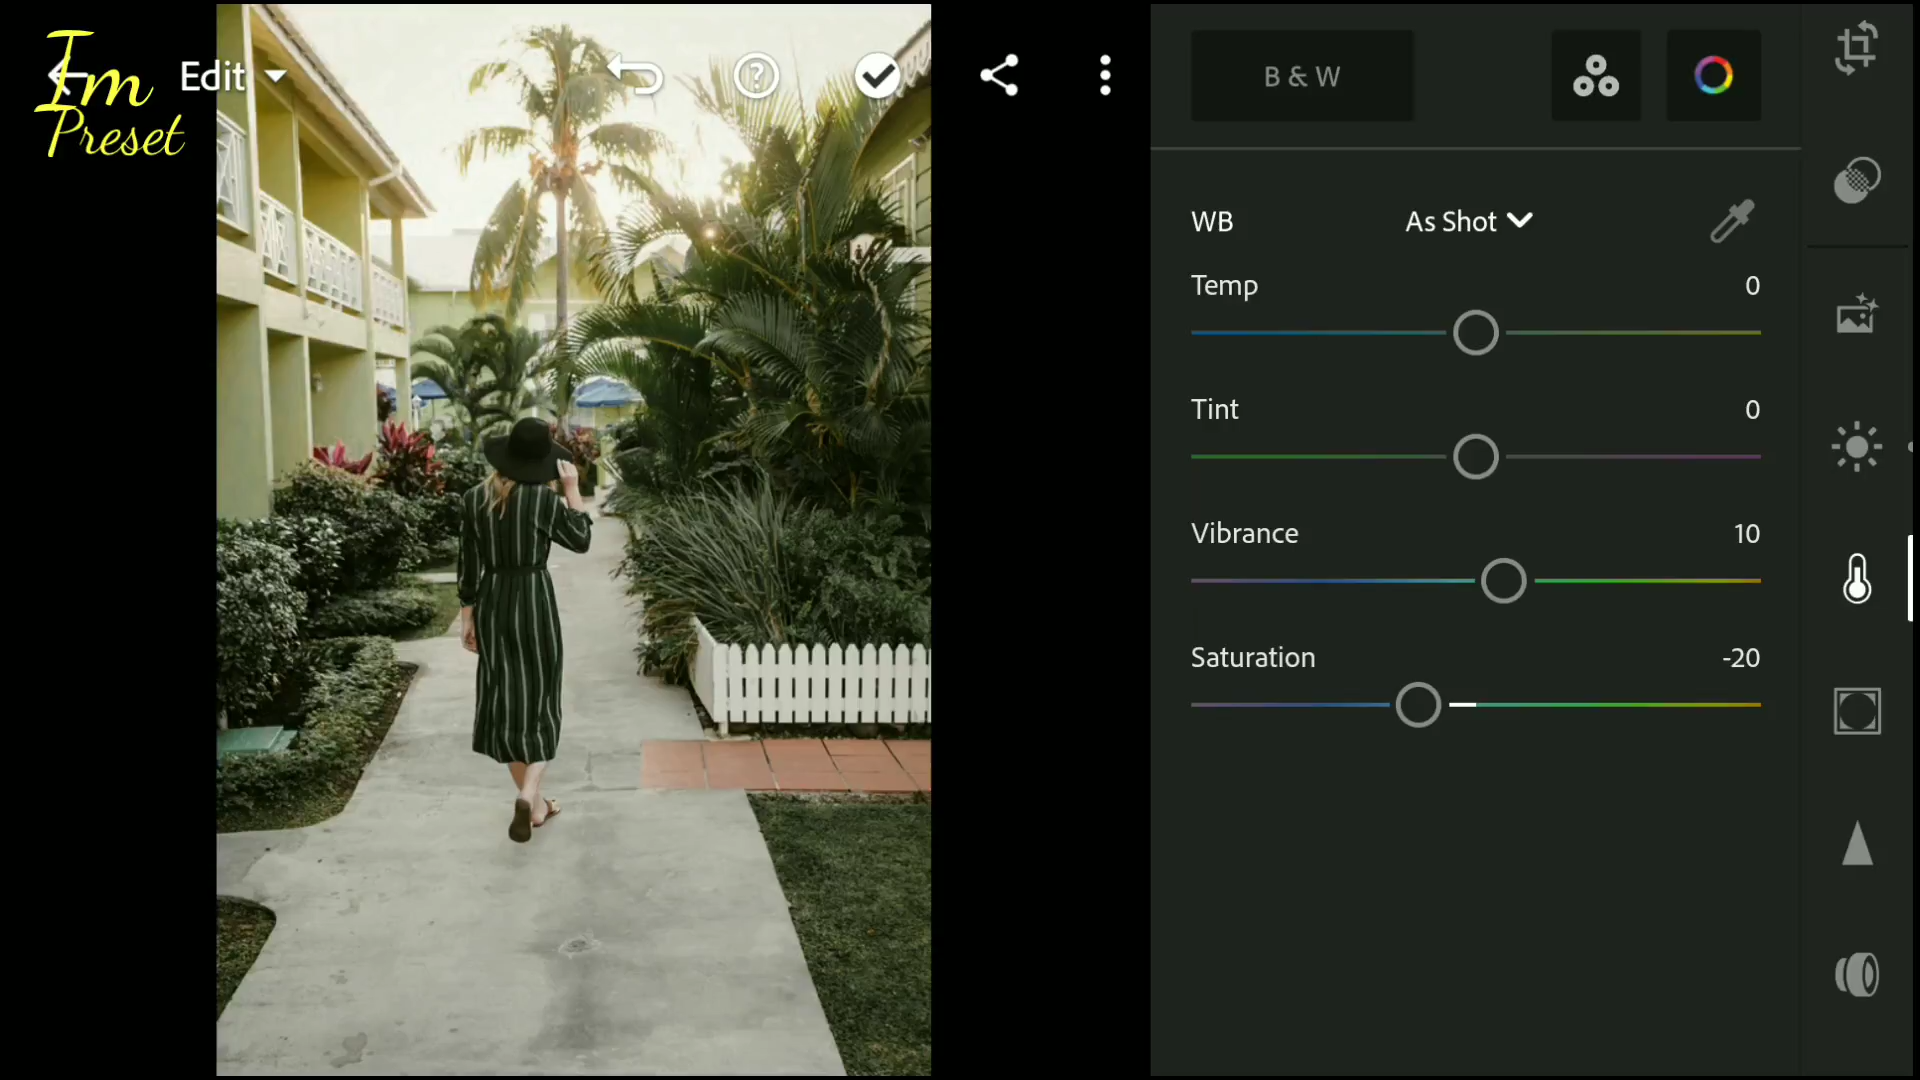 Im
Preset
Edit
B & W
WB As Shot
Temp 0
Tint 0
Vibrance 10
Saturation -20